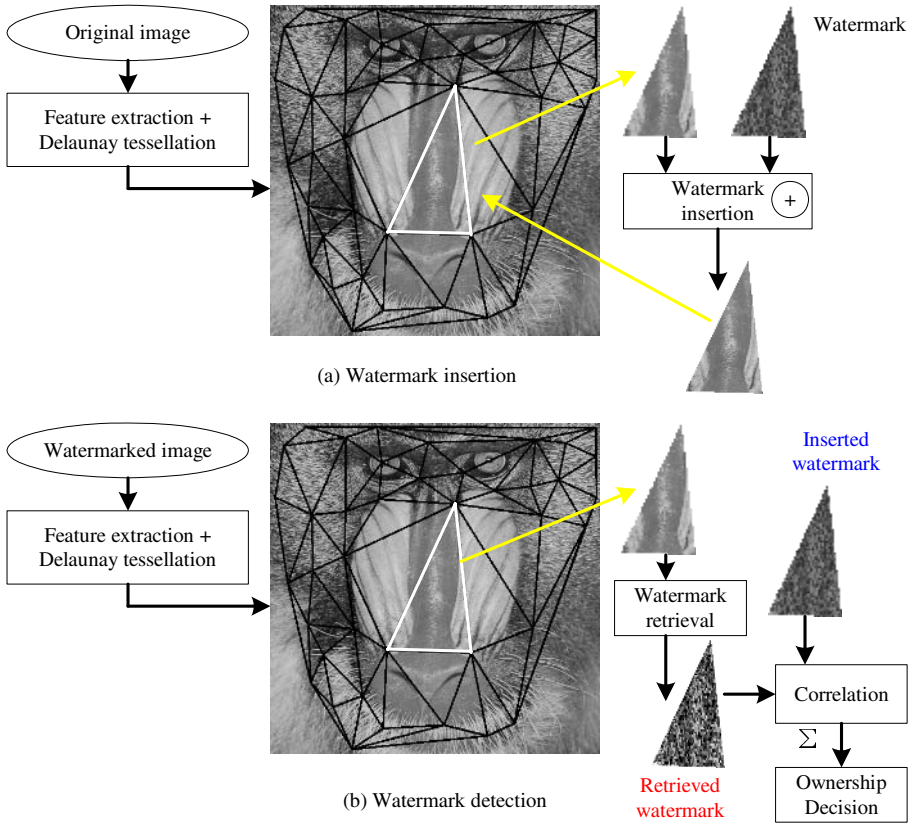 Original image
Feature extraction +
Delaunay tessellation
Watermark
Watermark
insertion
+
(a) Watermark insertion
Watermarked image
Feature extraction +
Delaunay tessellation
Inserted
watermark
Watermark
retrieval
Correlation
Σ
Retrieved
watermark
Ownership
Decision
(b) Watermark detection